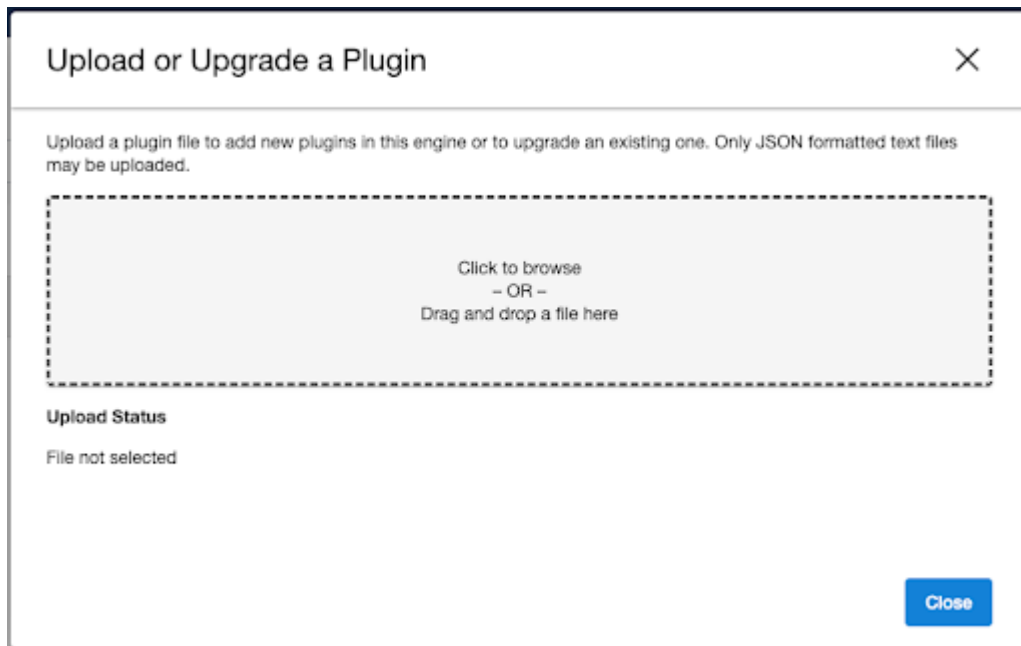 Upload or Upgrade a Plugin
Upload a plugin file to add new plugins in this engine or to upgrade an existing one. Only JSON formatted text files
may be uploaded.
Click to browse
– OR –
Drag and drop a file here
Upload Status
File not selected
Close